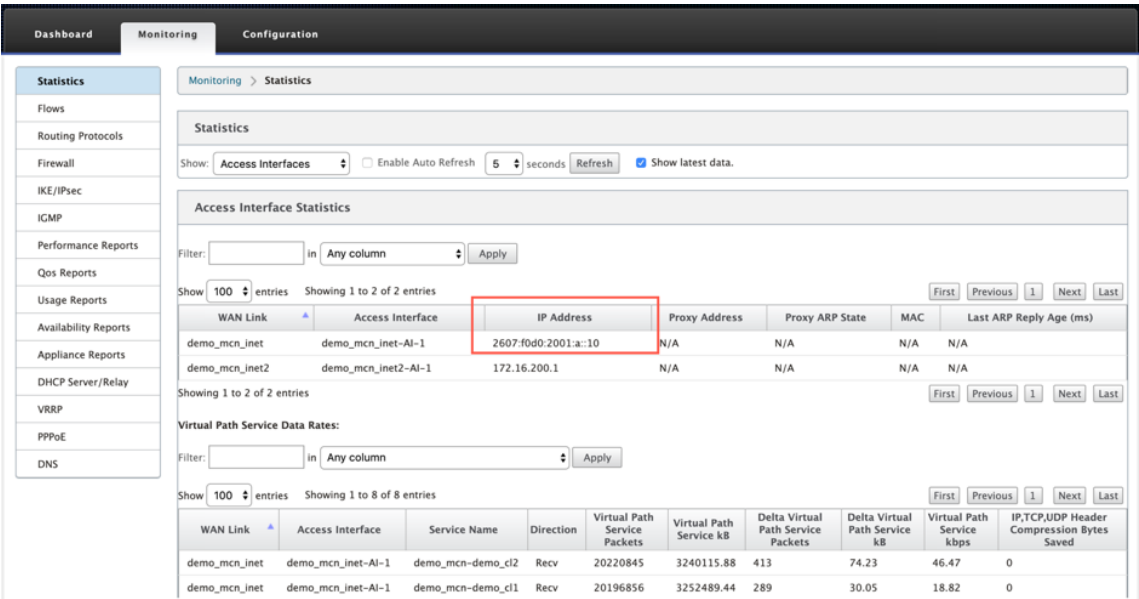 Dashboard Monitoring Configuration
Statistics
Flows
Routing Protocols
Firewall
IKE/IPsec
IGMP
Performance Reports
Qos Reports
Usage Reports
Availability Reports
Appliance Reports
DHCP Server/Relay
VRRP
PPPoE
DNS
Monitoring > Statistics
Statistics
Show: Access Interfaces Enable Auto Refresh 5 seconds Refresh Show latest data.
Access Interface Statistics
Filter: in Any column Apply
Show 100 entries Showing 1 to 2 of 2 entries First Previous 1 Next Last
WAN Link Access Interface IP Address Proxy Address Proxy ARP State MAC Last ARP Reply Age (ms)
demo_mcn_inet demo_mcn_inet-AI-1 2607:f0d0:2001:a::10 N/A N/A N/A N/A
demo_mcn_inet2 demo_mcn_inet2-AI-1 172.16.200.1 N/A N/A N/A N/A
Showing 1 to 2 of 2 entries First Previous 1 Next Last
Virtual Path Service Data Rates:
Filter: in Any column Apply
Show 100 entries Showing 1 to 8 of 8 entries First Previous 1 Next Last
WAN Link Access Interface Service Name Direction Virtual Path Service Packets Virtual Path Service kB Delta Virtual Path Service Packets Delta Virtual Path Service kB Virtual Path Service kbps IP,TCP,UDP Header Compression Bytes Saved
demo_mcn_inet demo_mcn_inet-AI-1 demo_mcn-demo_cl2 Recv 20220845 3240115.88 413 74.23 46.47 0
demo_mcn_inet demo_mcn_inet-AI-1 demo_mcn-demo_cl1 Recv 20196856 3252489.44 289 30.05 18.82 0